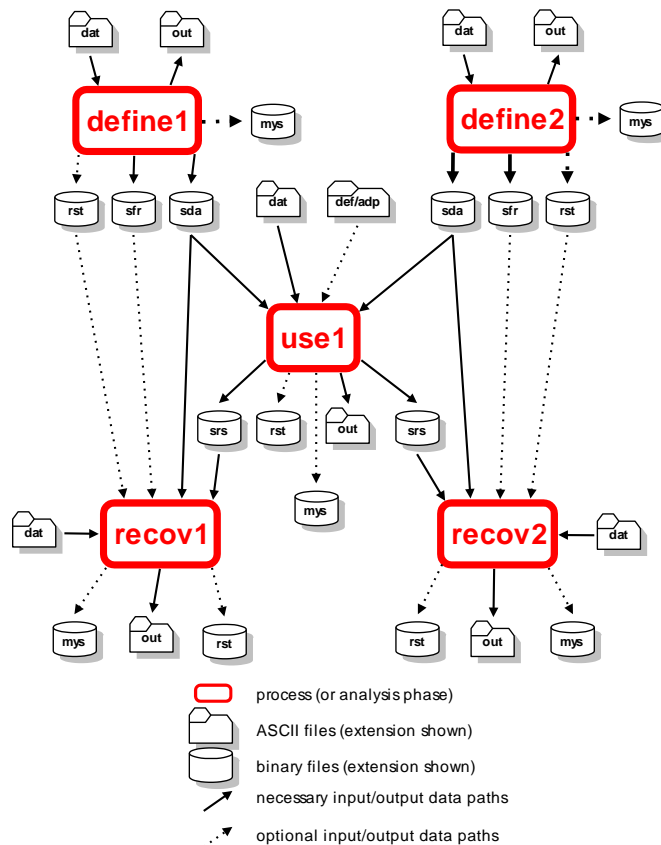 dat
out
dat
out
define1
mys
define2
mys
rst
sfr
sda
dat
def/adp
sda
sfr
rst
use1
srs
rst
out
srs
mys
dat
recov1
recov2
dat
mys
out
rst
rst
out
mys
process (or analysis phase)
ASCII files (extension shown)
binary files (extension shown)
necessary input/output data paths
optional input/output data paths